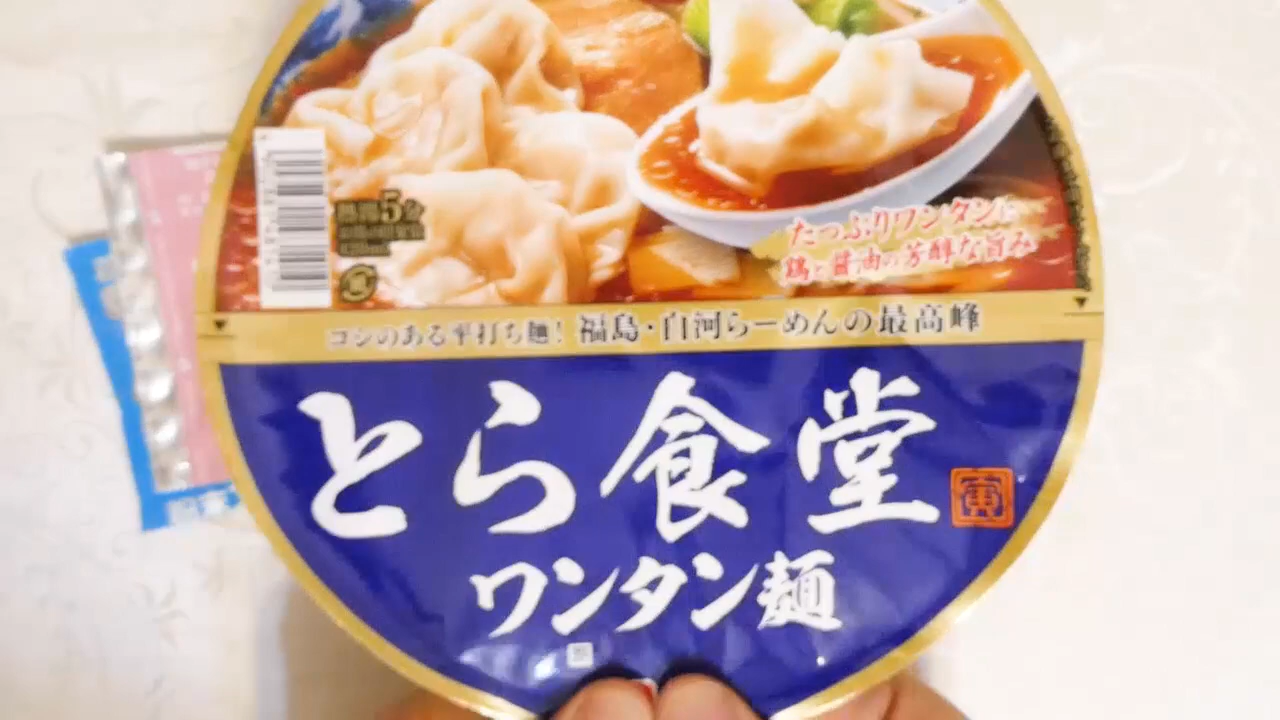 熱湯5分
たっぷりワンタンに
鶏と醤油の芳醇な旨み
コシのある平打ち麺! 福島・白河らーめんの最高峰
とら食堂
寅
ワンタン麺